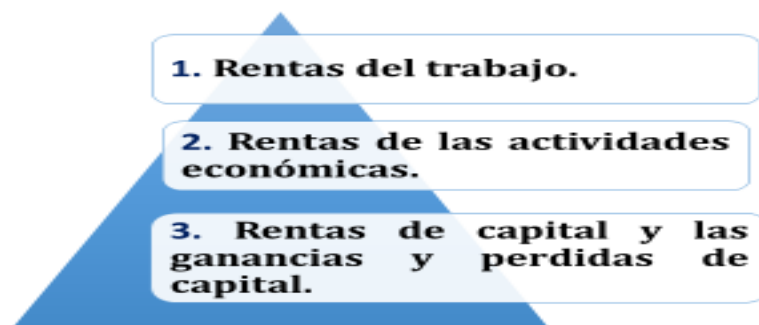 1. Rentas del trabajo.
2. Rentas de las actividades
económicas.
3. Rentas de capital y las
ganancias y perdidas de
capital.